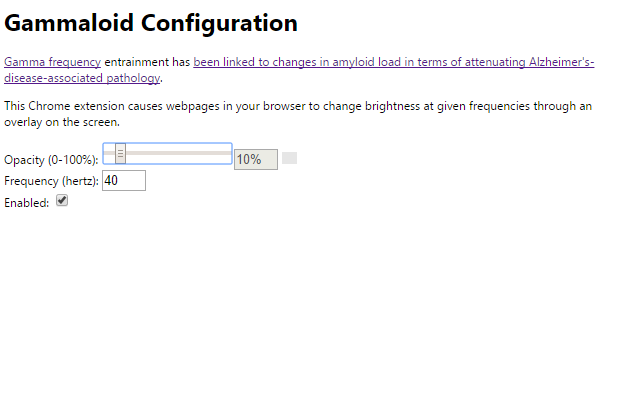 Gammaloid Configuration
Gamma frequency entrainment has been linked to changes in amyloid load in terms of attenuating Alzheimer's-
disease-associated pathology.
This Chrome extension causes webpages in your browser to change brightness at given frequencies through an
overlay on the screen.
Opacity (0-100%): 10%
Frequency (hertz): 40
Enabled: